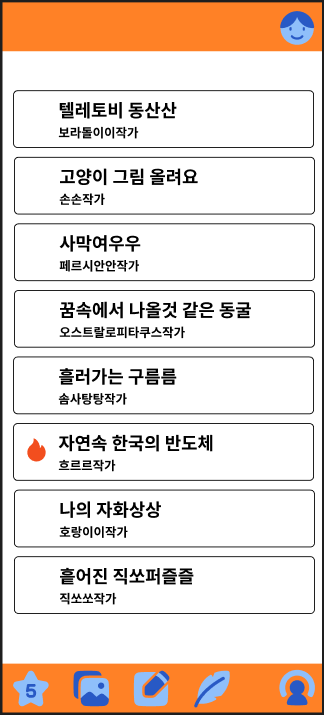 텔레토비 동산산
보라돌이이작가
고양이 그림 올려요
손손작가
사막여우우
페르시안안작가
꿈속에서 나올것 같은 동굴
오스트랄로피타쿠스작가
흘러가는 구름름
솜사탕탕작가
자연속 한국의 반도체
흐르르작가
나의 자화상상
호랑이이작가
흩어진 직쏘퍼즐즐
직쏘쏘작가
5